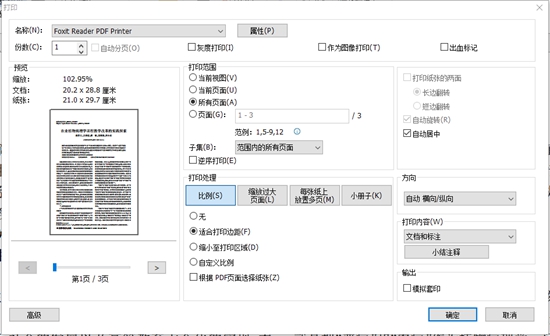 打印
名称(N): Foxit Reader PDF Printer 属性(P)
份数(C): 1 自动分页(O) 灰度打印(I) 作为图像打印(T) 出血标记
预览
缩放: 102.95%
文档: 20.2 x 28.8 厘米
纸张: 21.0 x 29.7 厘米
< >
第1页 / 3页
打印范围
当前视图(V)
当前页面(U)
所有页面(A)
页面(G): 1 - 3 / 3
范例: 1,5-9,12
子集(B): 范围内的所有页面
逆序打印(E)
打印处理
比例(S) 缩放过大页面(L) 每张纸上放置多页(M) 小册子(K)
无
适合打印边距(F)
缩小至打印区域(D)
自定义比例
根据 PDF页面选择纸张(Z)
打印纸张的两面
长边翻转
短边翻转
自动旋转(R)
自动居中
方向
自动 横向/纵向
打印内容(W)
文档和标注
小结注释
输出
模拟套印
高级 确定 取消